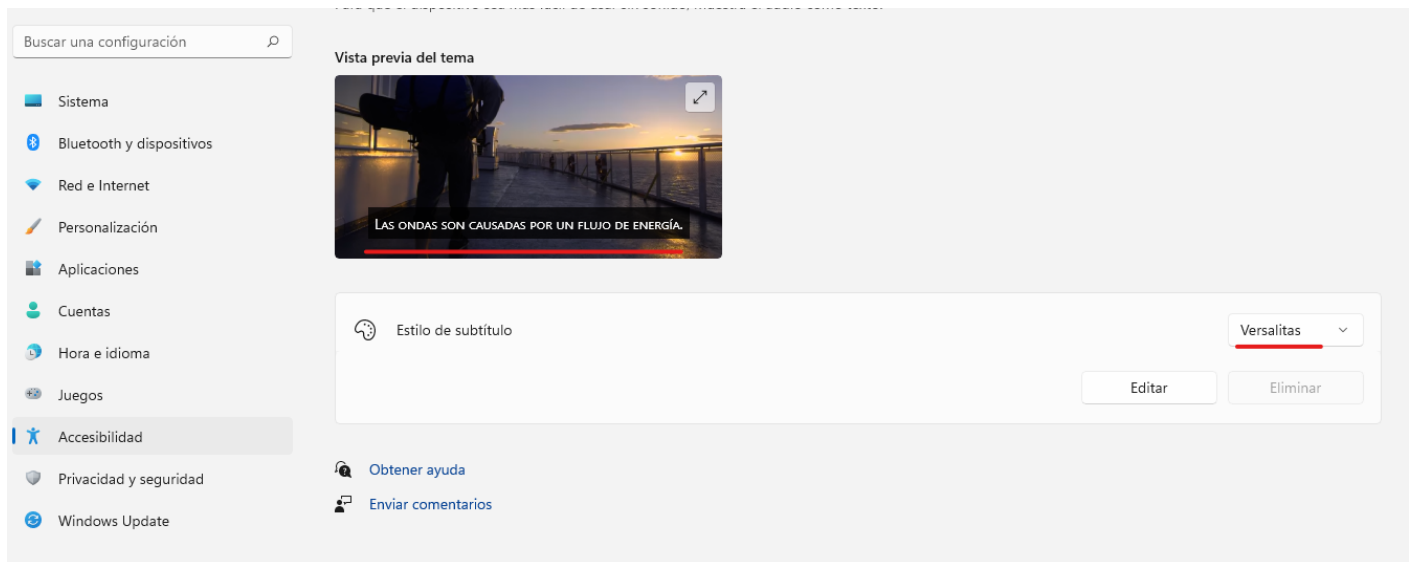 Buscar una configuración
Sistema
Bluetooth y dispositivos
Red e Internet
Personalización
Aplicaciones
Cuentas
Hora e idioma
Juegos
Accesibilidad
Privacidad y seguridad
Windows Update
Vista previa del tema
Las ondas son causadas por un flujo de energía.
Estilo de subtítulo
Versalitas
Editar
Eliminar
Obtener ayuda
Enviar comentarios